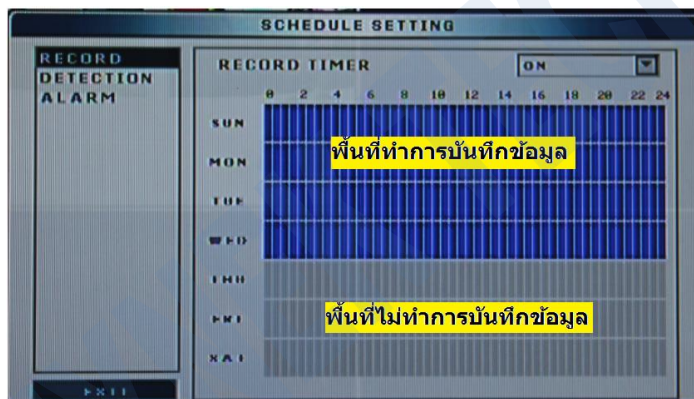 SCHEDULE SETTING
RECORD
DETECTION
ALARM
RECORD TIMER ON
0 2 4 6 8 10 12 14 16 18 20 22 24
SUN
พื้นที่ทำการบันทึกข้อมูล
MON
TUE
WED
THU
พื้นที่ไม่ทำการบันทึกข้อมูล
FRI
SAT
EXIT